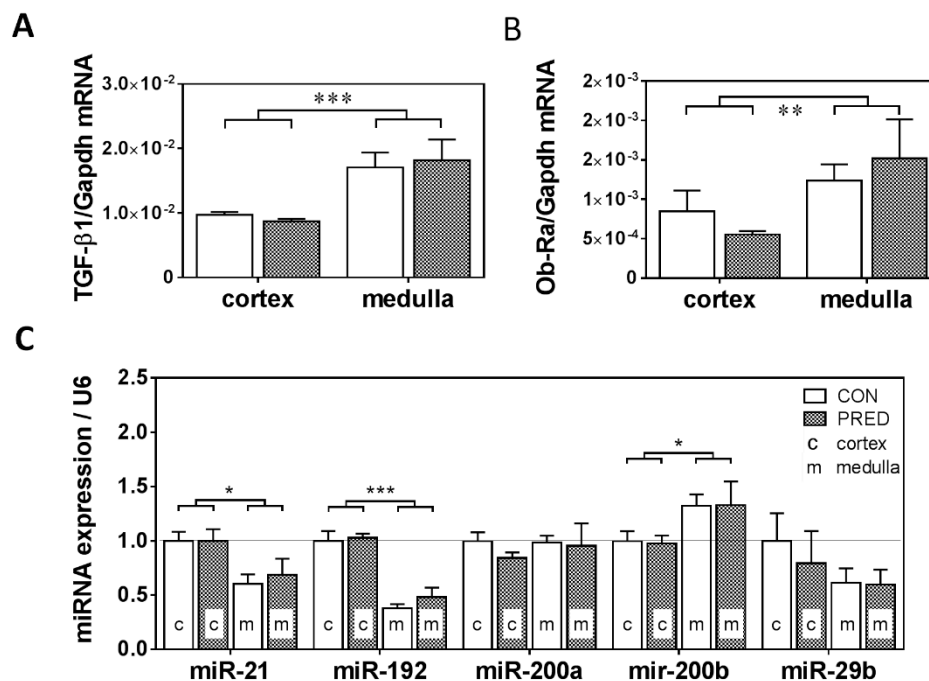 A
TGF-β1/Gapdh mRNA
3.0×10⁻²
2.0×10⁻²
1.0×10⁻²
0
***
cortex
medulla
B
Ob-Ra/Gapdh mRNA
2×10⁻³
2×10⁻³
2×10⁻³
1×10⁻³
5×10⁻⁴
0
**
cortex
medulla
C
miRNA expression / U6
2.5
2.0
1.5
1.0
0.5
0.0
CON
PRED
c cortex
m medulla
*
***
*
c c m m
c c m m
c c m m
c c m m
c c m m
miR-21
miR-192
miR-200a
mir-200b
miR-29b